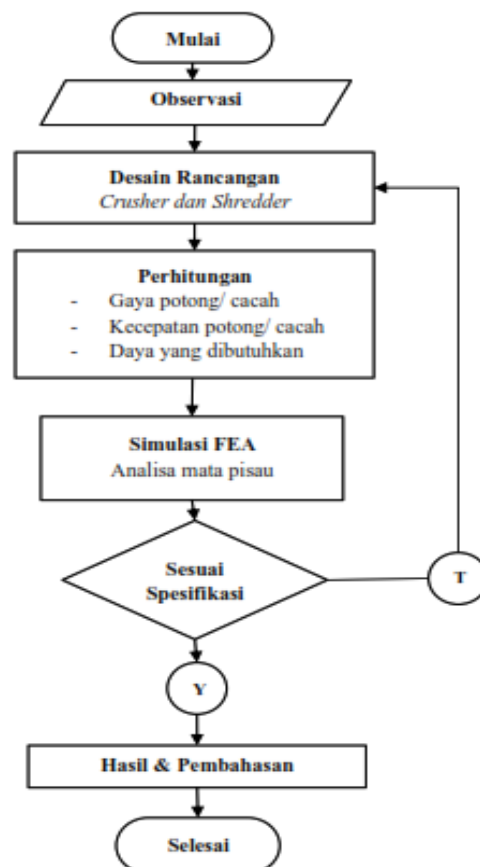 Mulai
Observasi
Desain Rancangan
Crusher dan Shredder
Perhitungan
- Gaya potong/ cacah
- Kecepatan potong/ cacah
- Daya yang dibutuhkan
Simulasi FEA
Analisa mata pisau
Sesuai
Spesifikasi
T
Y
Hasil & Pembahasan
Selesai